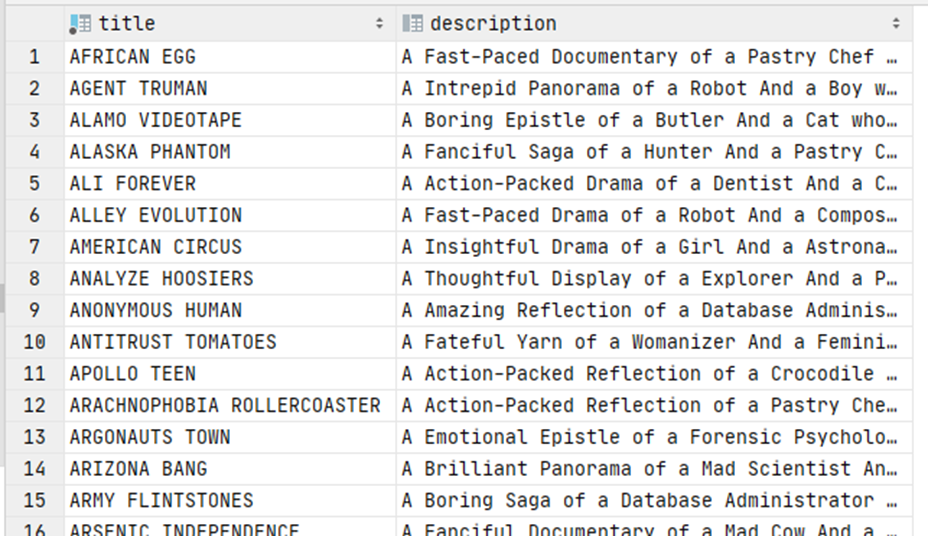 title description
1 AFRICAN EGG A Fast-Paced Documentary of a Pastry Chef …
2 AGENT TRUMAN A Intrepid Panorama of a Robot And a Boy w…
3 ALAMO VIDEOTAPE A Boring Epistle of a Butler And a Cat who…
4 ALASKA PHANTOM A Fanciful Saga of a Hunter And a Pastry C…
5 ALI FOREVER A Action-Packed Drama of a Dentist And a C…
6 ALLEY EVOLUTION A Fast-Paced Drama of a Robot And a Compos…
7 AMERICAN CIRCUS A Insightful Drama of a Girl And a Astrona…
8 ANALYZE HOOSIERS A Thoughtful Display of a Explorer And a P…
9 ANONYMOUS HUMAN A Amazing Reflection of a Database Adminis…
10 ANTITRUST TOMATOES A Fateful Yarn of a Womanizer And a Femini…
11 APOLLO TEEN A Action-Packed Reflection of a Crocodile …
12 ARACHNOPHOBIA ROLLERCOASTER A Action-Packed Reflection of a Pastry Che…
13 ARGONAUTS TOWN A Emotional Epistle of a Forensic Psycholo…
14 ARIZONA BANG A Brilliant Panorama of a Mad Scientist An…
15 ARMY FLINTSTONES A Boring Saga of a Database Administrator …
16 ARSENIC INDEPENDENCE A Fanciful Documentary of a Mad Cow And a …